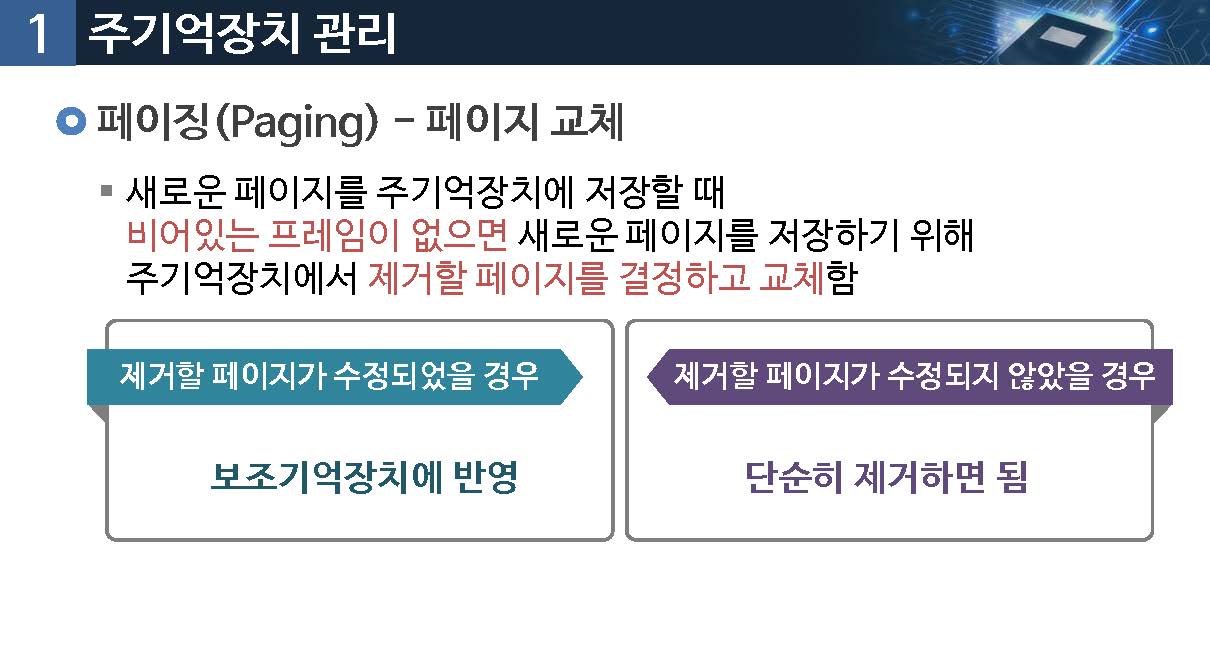 1 주기억장치 관리
페이징(Paging) - 페이지 교체
새로운 페이지를 주기억장치에 저장할 때
비어있는 프레임이 없으면 새로운 페이지를 저장하기 위해
주기억장치에서 제거할 페이지를 결정하고 교체함
제거할 페이지가 수정되었을 경우
보조기억장치에 반영
제거할 페이지가 수정되지 않았을 경우
단순히 제거하면 됨